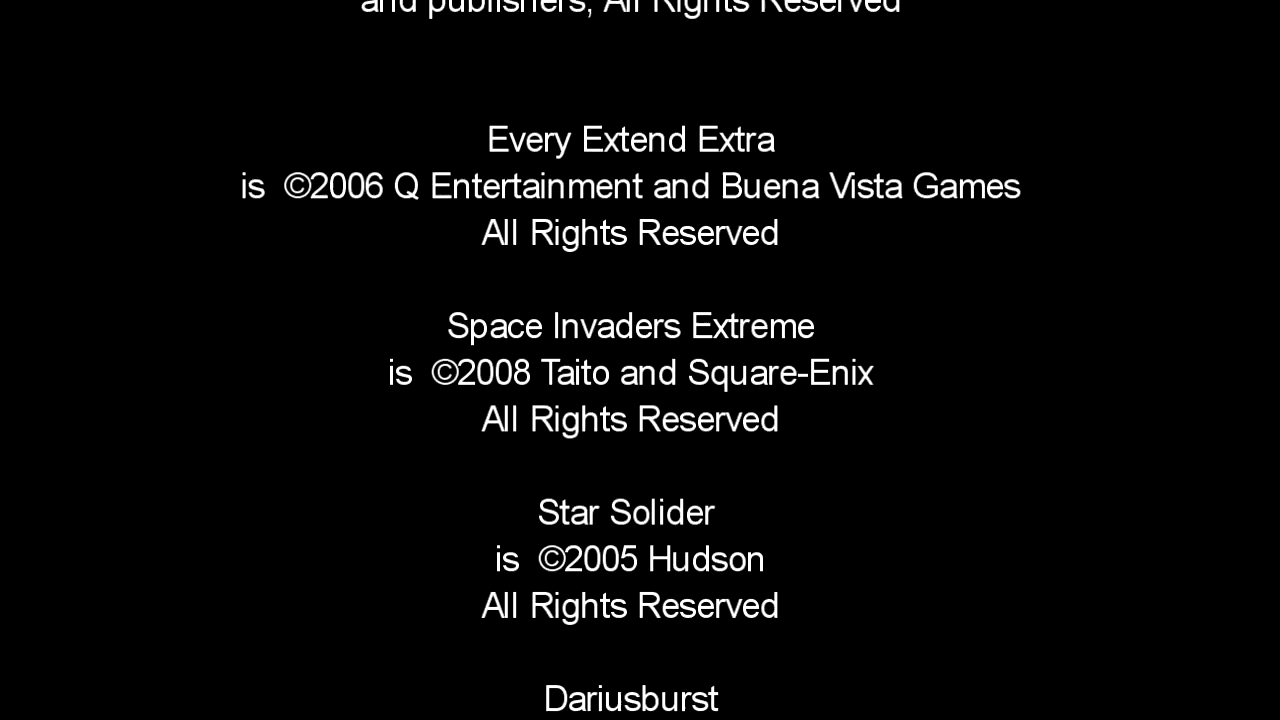 and publishers, All Rights Reserved
Every Extend Extra
is ©2006 Q Entertainment and Buena Vista Games
All Rights Reserved
Space Invaders Extreme
is ©2008 Taito and Square-Enix
All Rights Reserved
Star Solider
is ©2005 Hudson
All Rights Reserved
Dariusburst